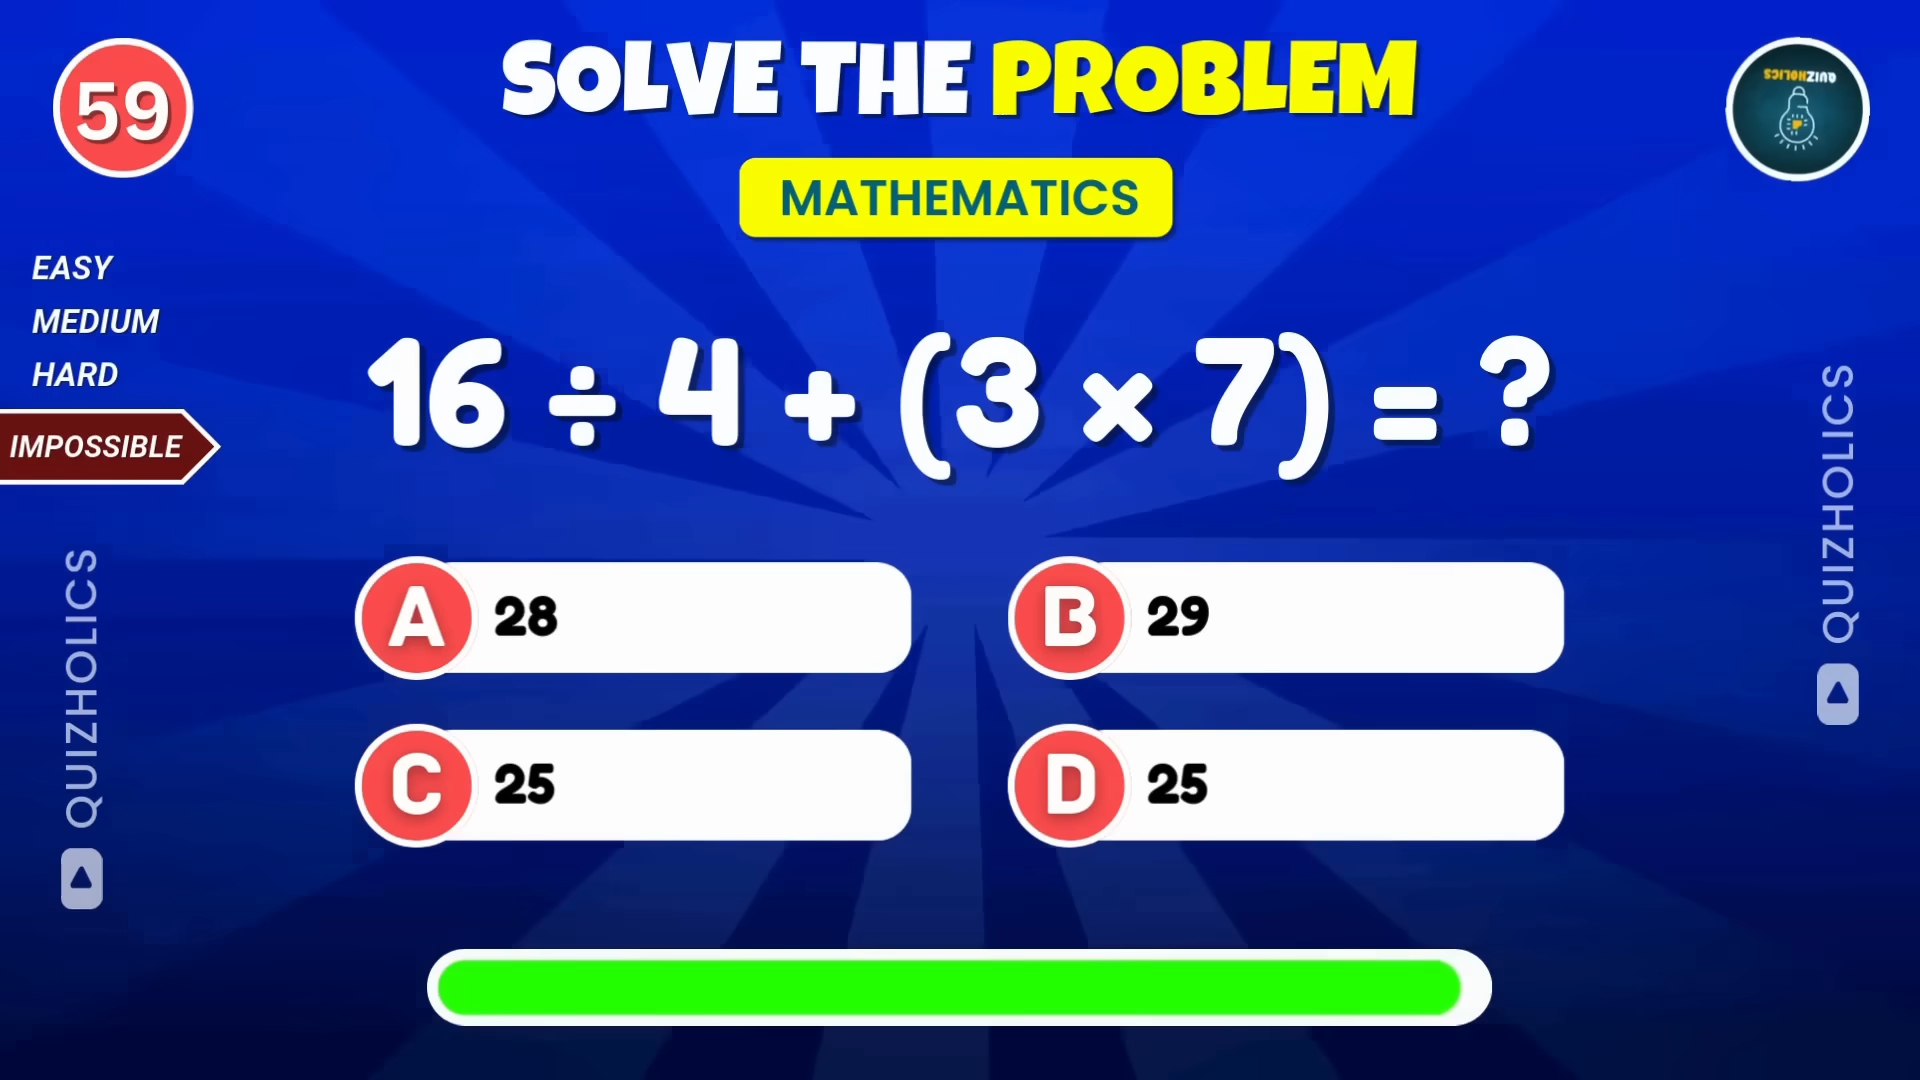 59
SOLVE THE PROBLEM
QUIZHOLICS
MATHEMATICS
EASY
MEDIUM
HARD
IMPOSSIBLE
16 ÷ 4 + (3 × 7) = ?
A 28
B 29
C 25
D 25
QUIZHOLICS
QUIZHOLICS